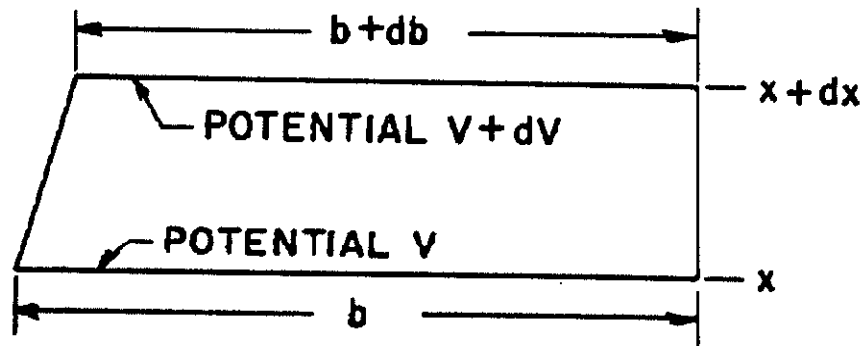 b+db
x+dx
POTENTIAL V+dV
POTENTIAL V
x
b